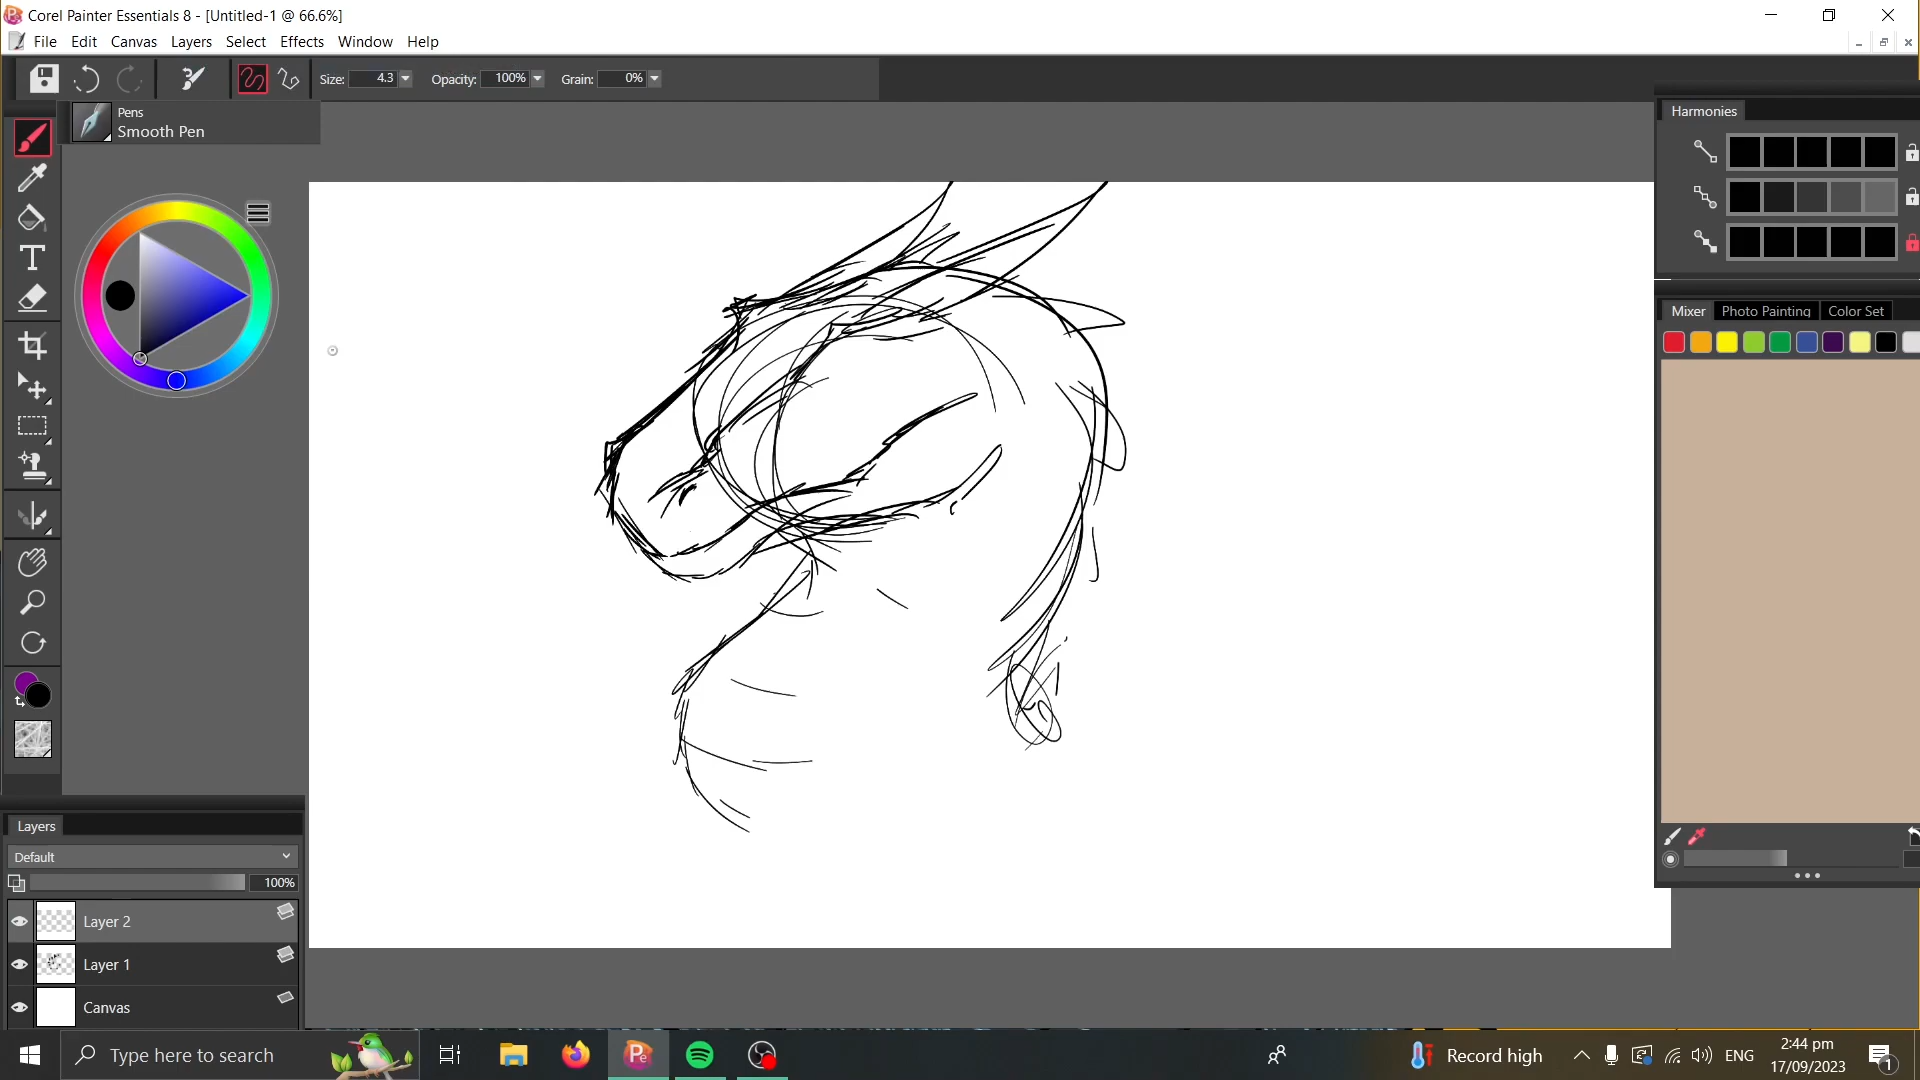 Corel Painter Essentials 8 - [Untitled-1 @ 66.6%]
File Edit Canvas Layers Select Effects Window Help
Size: 4.3 Opacity: 100% Grain: 0%
Pens
Smooth Pen
Harmonies
Mixer Photo Painting Color Set
Layers
Default
100%
Layer 2
Layer 1
Canvas
Type here to search
Record high
ENG
2:44 pm
17/09/2023
1